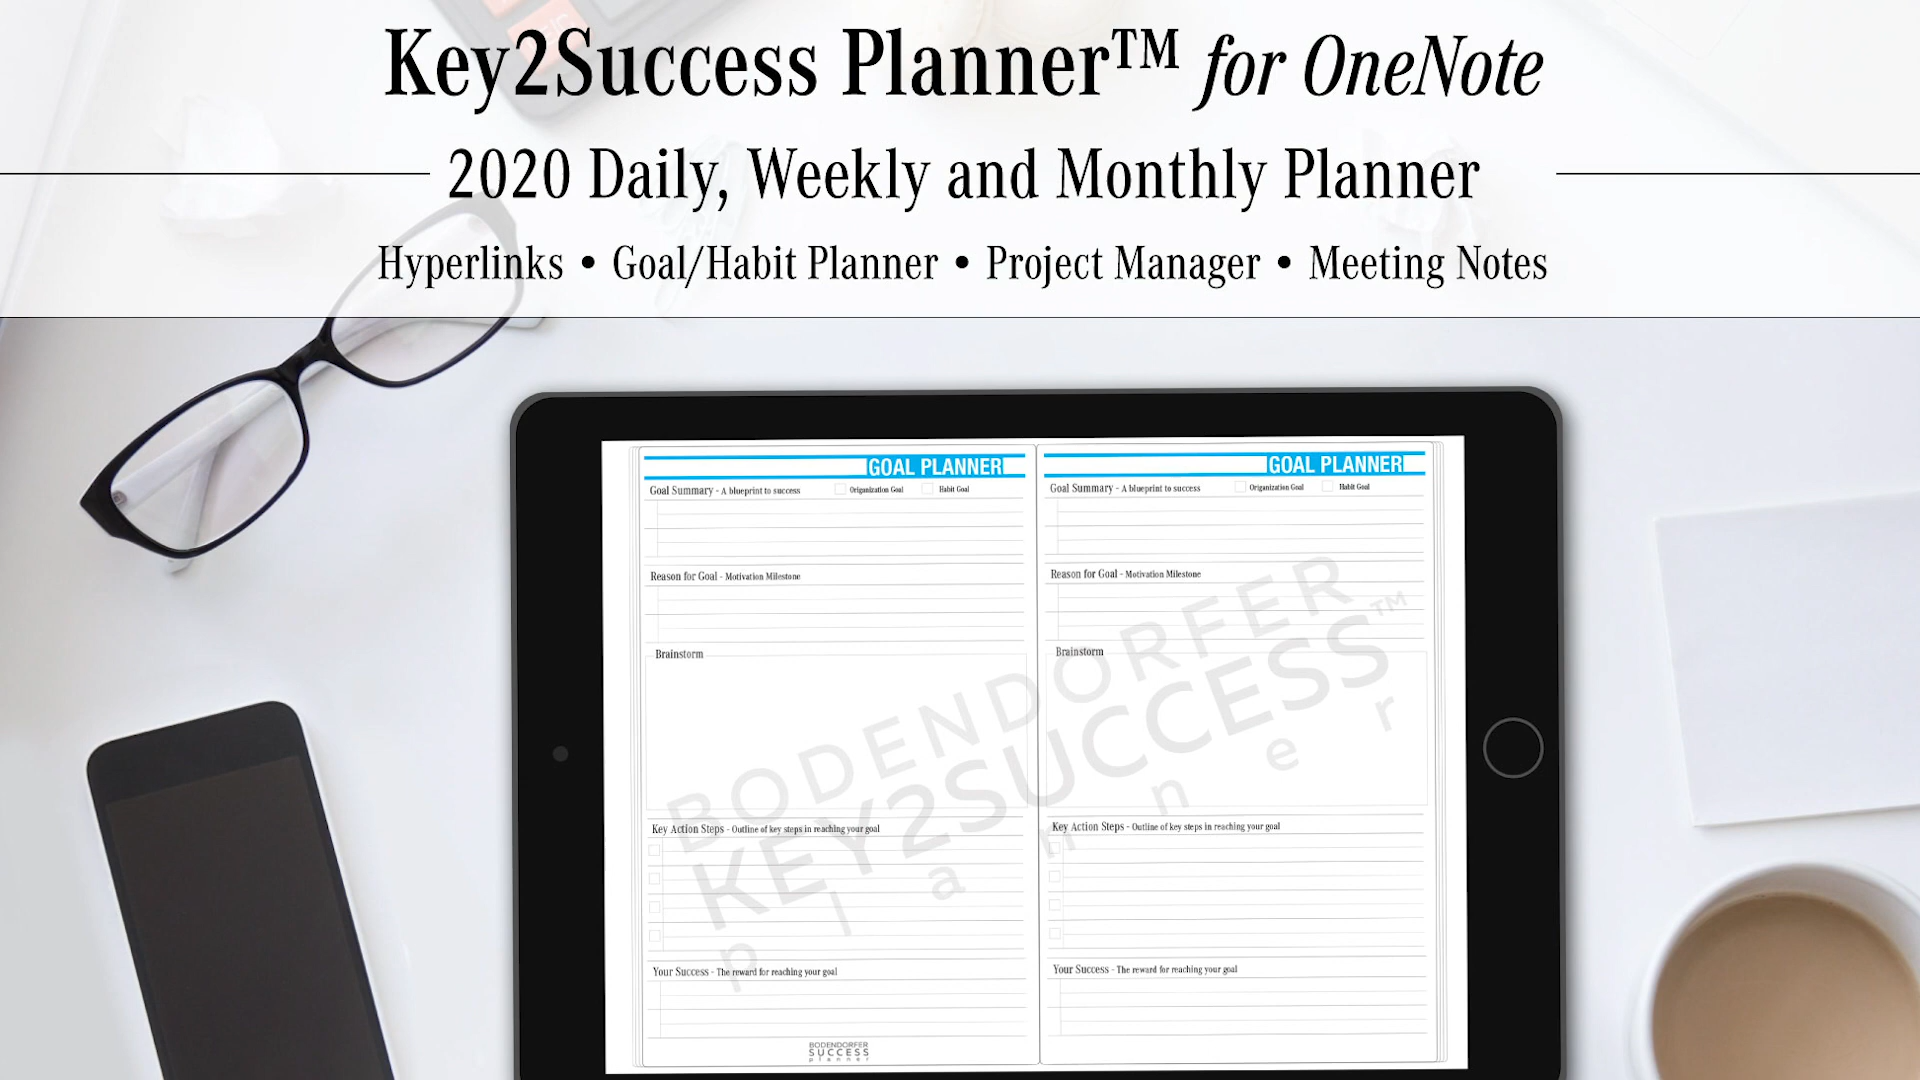 Key2Success Planner™ for OneNote
2020 Daily, Weekly and Monthly Planner
Hyperlinks • Goal/Habit Planner • Project Manager • Meeting Notes
GOAL PLANNER
Goal Summary - A blueprint to success
Origanization Goal
Habit Goal
Reason for Goal - Motivation Milestone
Brainstorm
Key Action Steps - Outline of key steps in reaching your goal
Your Success - The reward for reaching your goal
BODENDORFER
SUCCESS
planner
GOAL PLANNER
Goal Summary - A blueprint to success
Origanization Goal
Habit Goal
Reason for Goal - Motivation Milestone
Brainstorm
Key Action Steps - Outline of key steps in reaching your goal
Your Success - The reward for reaching your goal
BODENDORFER
KEY2SUCCESS™
planner